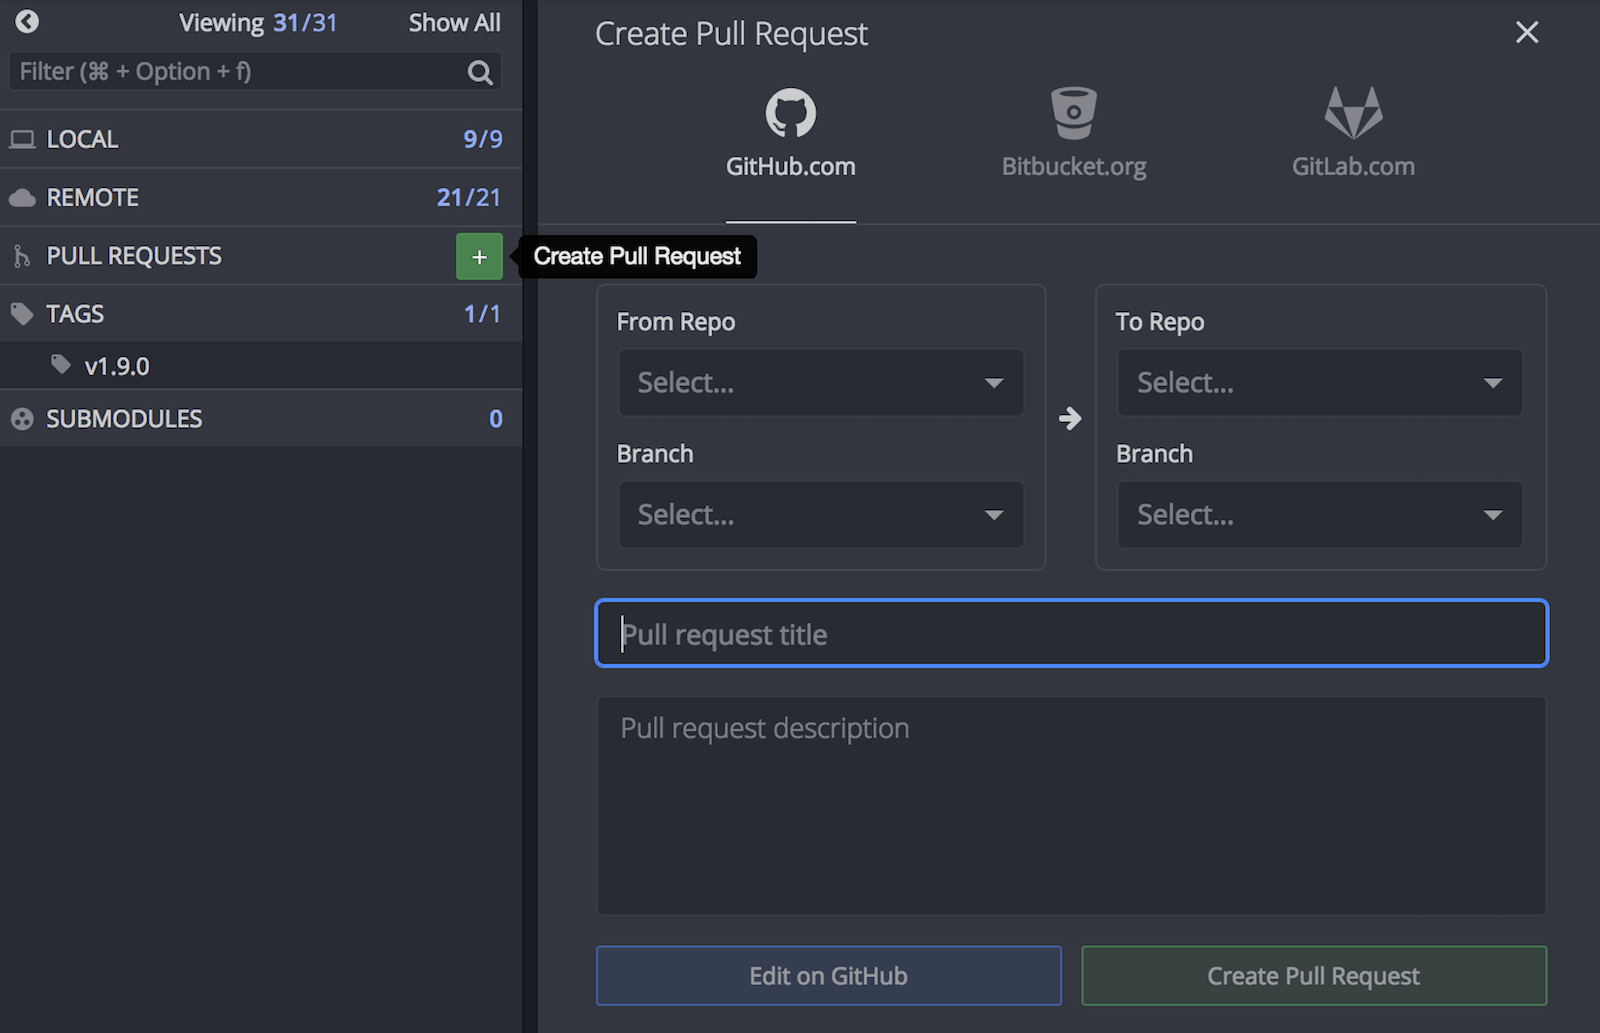 Viewing 31/31 Show All
Filter (⌘ + Option + f)
LOCAL 9/9
REMOTE 21/21
PULL REQUESTS +
TAGS 1/1
v1.9.0
SUBMODULES 0
Create Pull Request
Create Pull Request
GitHub.com Bitbucket.org GitLab.com
From Repo
Select...
Branch
Select...
To Repo
Select...
Branch
Select...
Pull request title
Pull request description
Edit on GitHub Create Pull Request